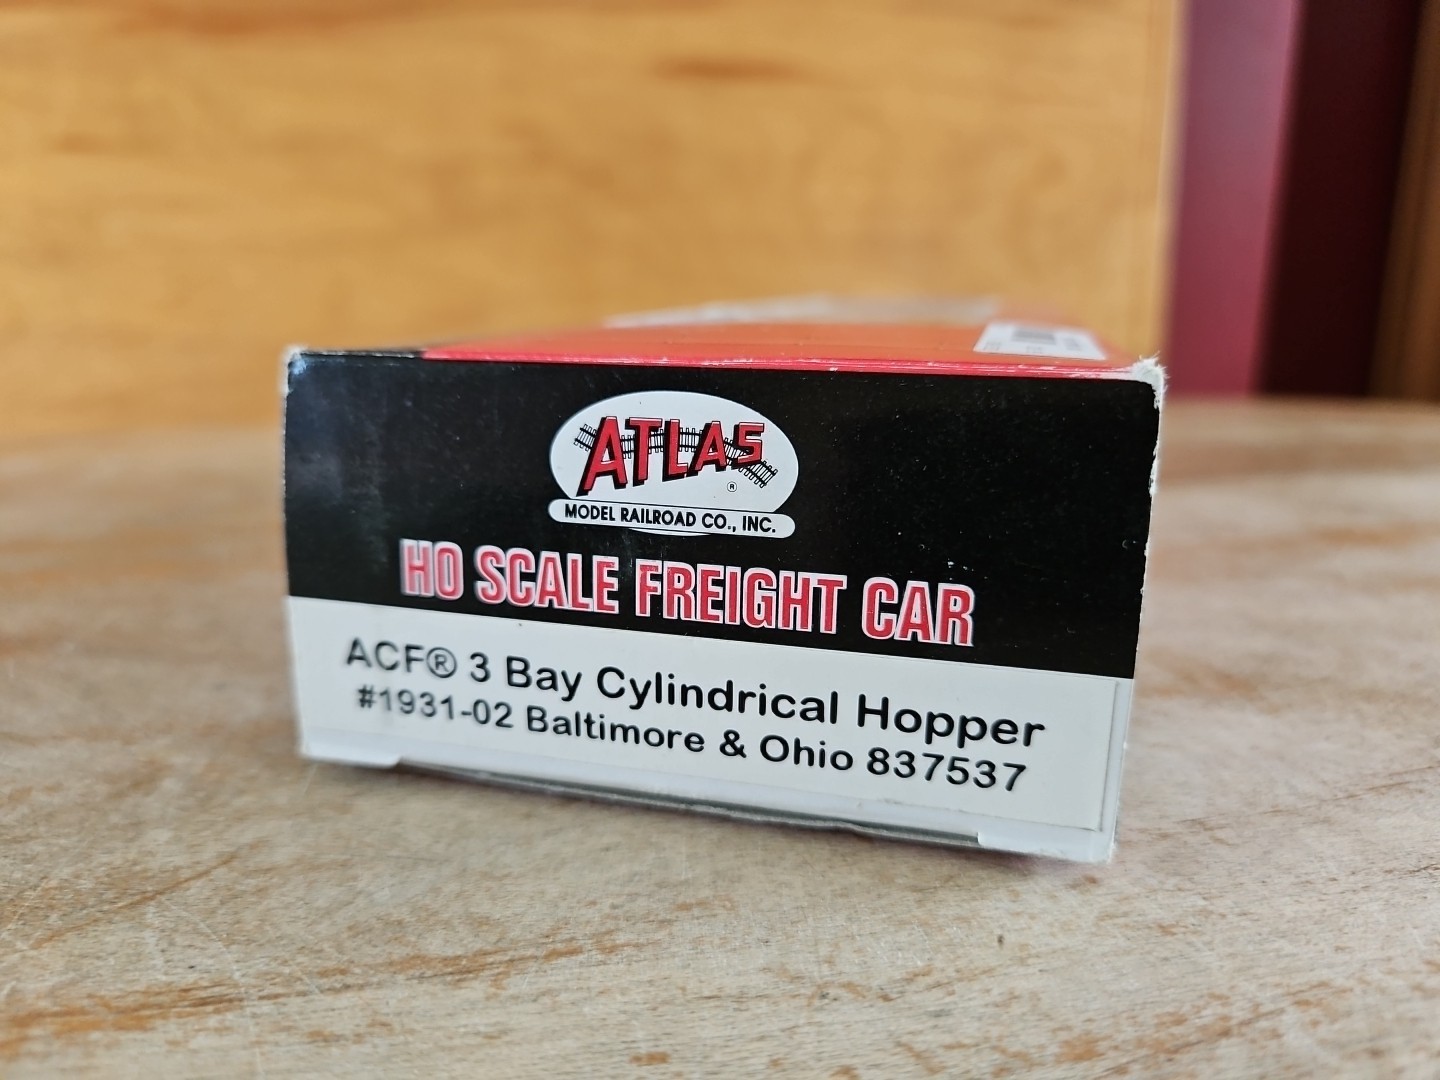 ATLAS ®
MODEL RAILROAD CO., INC.
HO SCALE FREIGHT CAR
ACF® 3 Bay Cylindrical Hopper
#1931-02 Baltimore & Ohio 837537